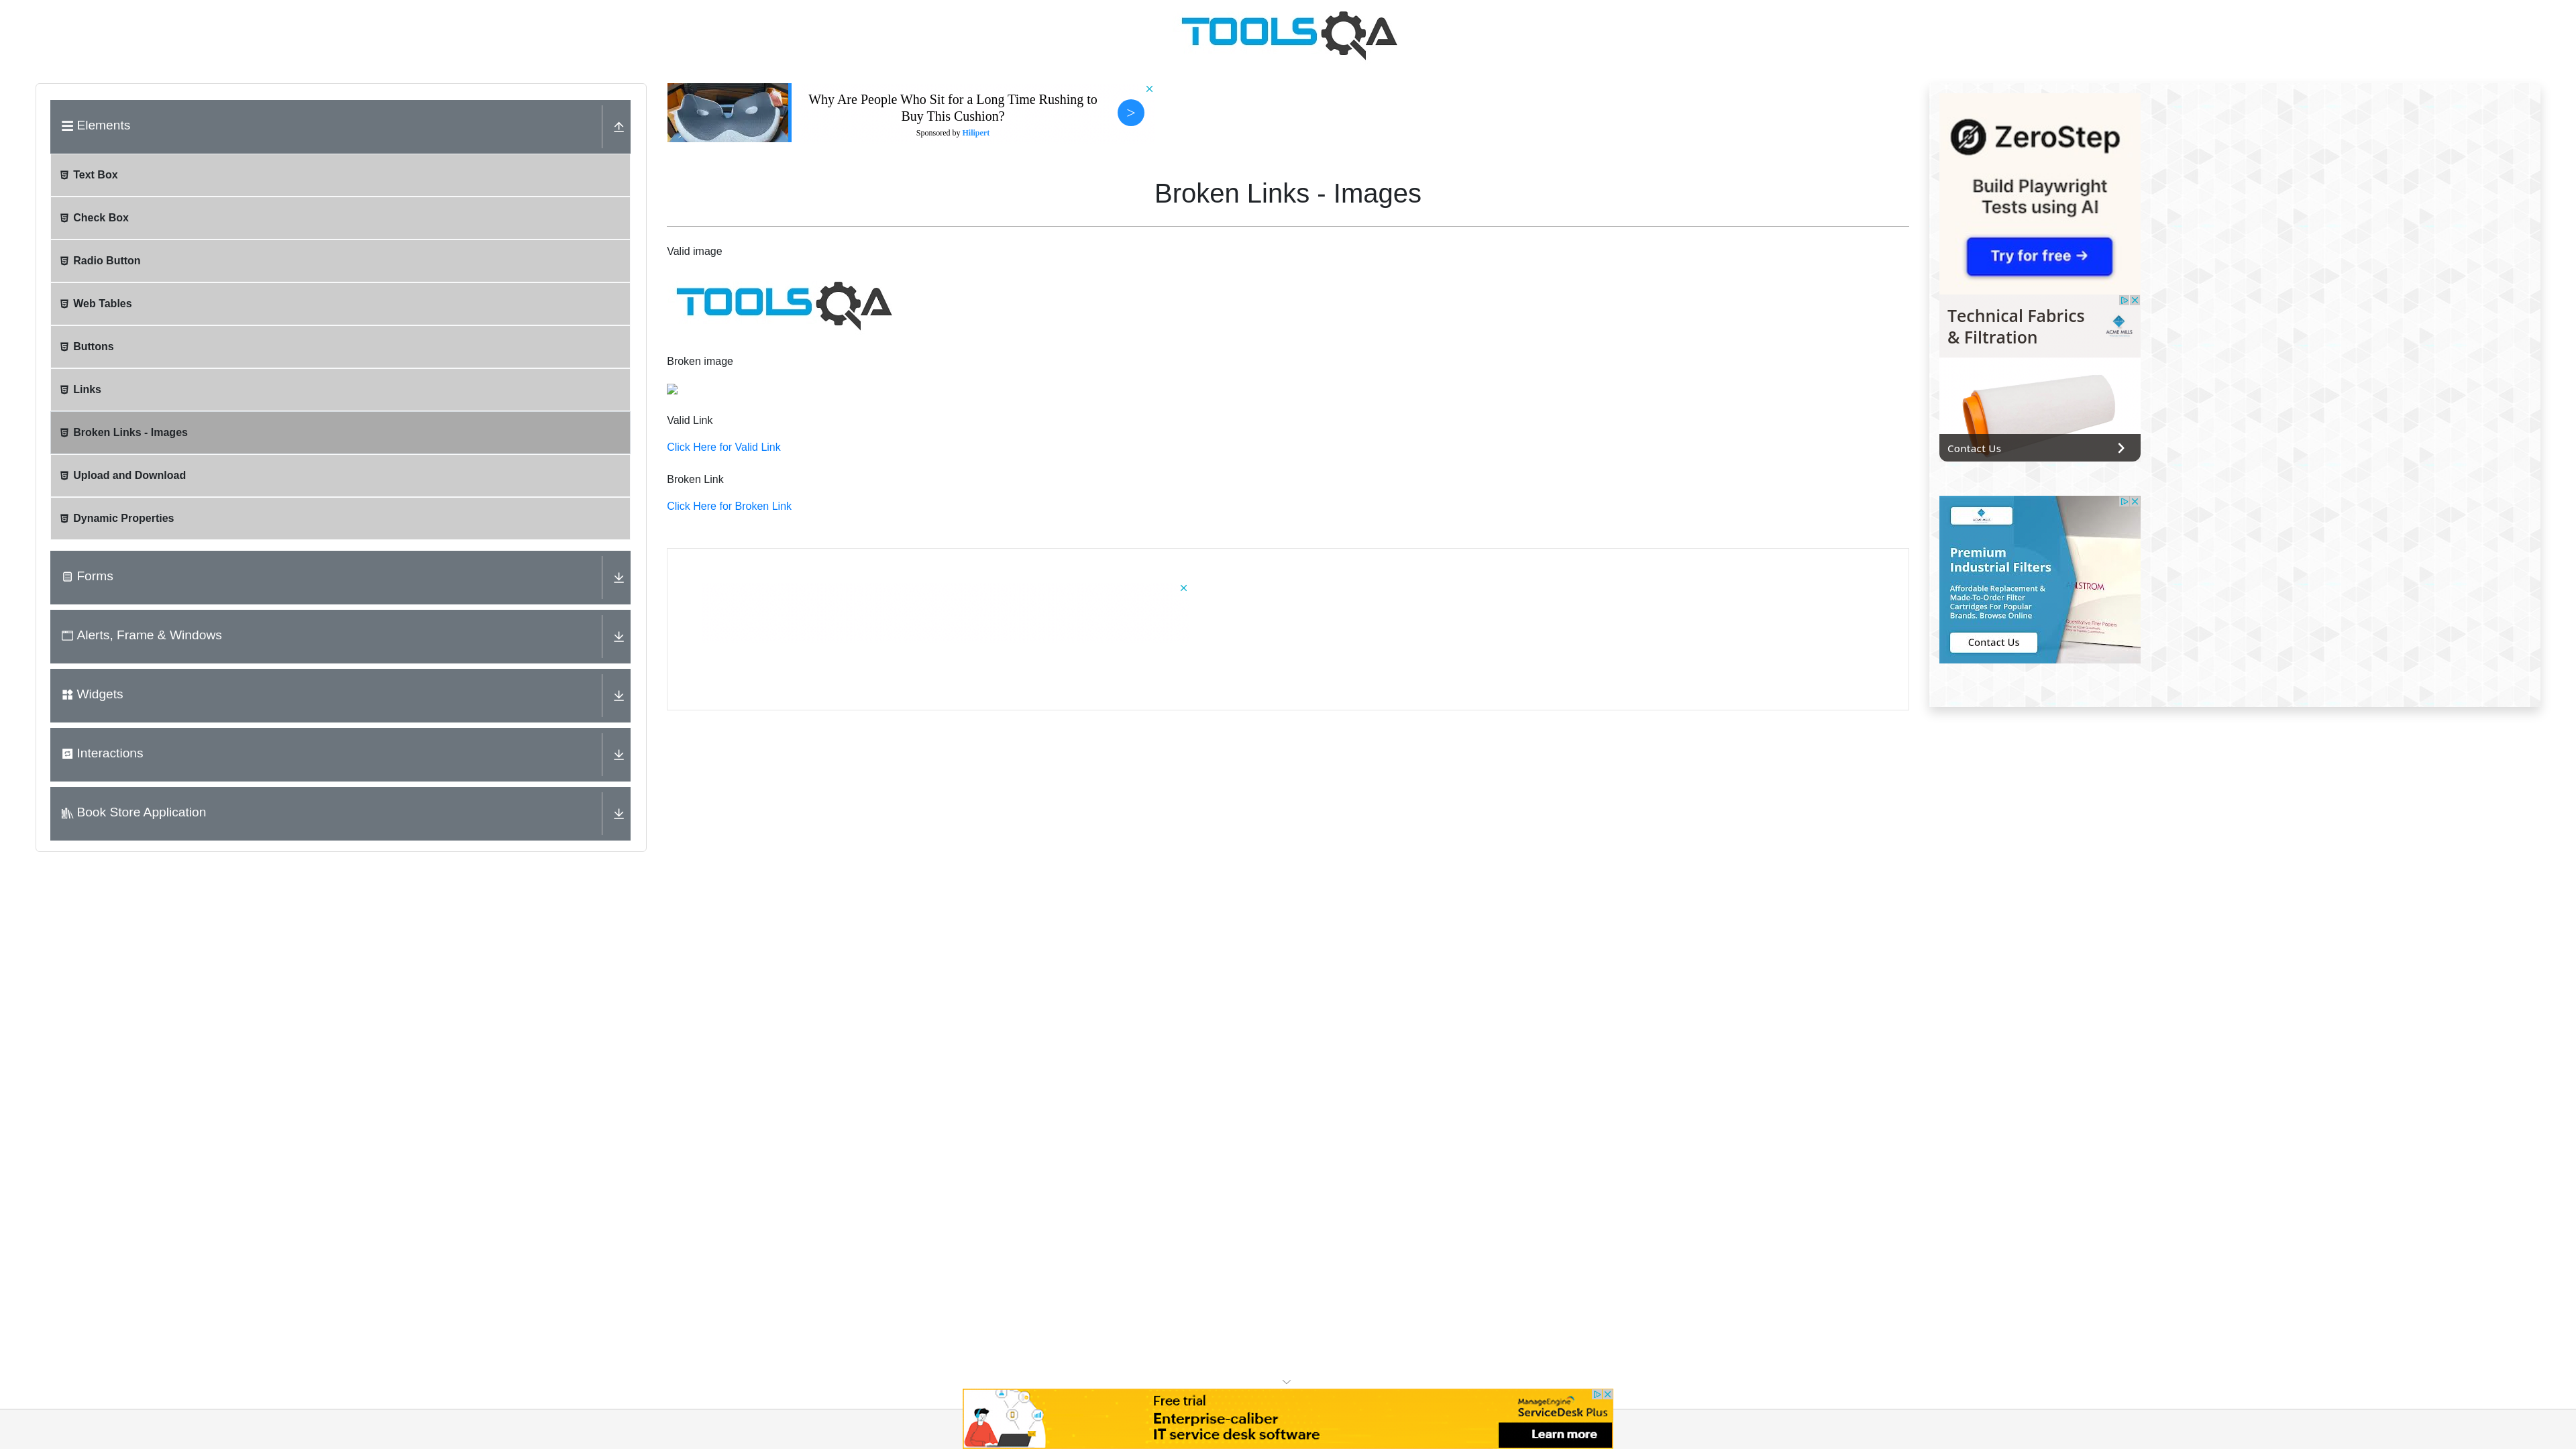 TOOLSQA
Elements
Text Box
Check Box
Radio Button
Web Tables
Buttons
Links
Broken Links - Images
Upload and Download
Dynamic Properties
Forms
Alerts, Frame & Windows
Widgets
Interactions
Book Store Application
Why Are People Who Sit for a Long Time Rushing to
Buy This Cushion?
Sponsored by Hilipert
>
Broken Links - Images
Valid image
TOOLSQA
Broken image
Valid Link
Click Here for Valid Link
Broken Link
Click Here for Broken Link
ZeroStep
Build Playwright
Tests using AI
Try for free →
Technical Fabrics
& Filtration
ACME MILLS
Contact Us
ACME MILLS
Premium
Industrial Filters
Affordable Replacement &
Made-To-Order Filter
Cartridges For Popular
Brands. Browse Online
Contact Us
Free trial
Enterprise-caliber
IT service desk software
ManageEngine
ServiceDesk Plus
Learn more